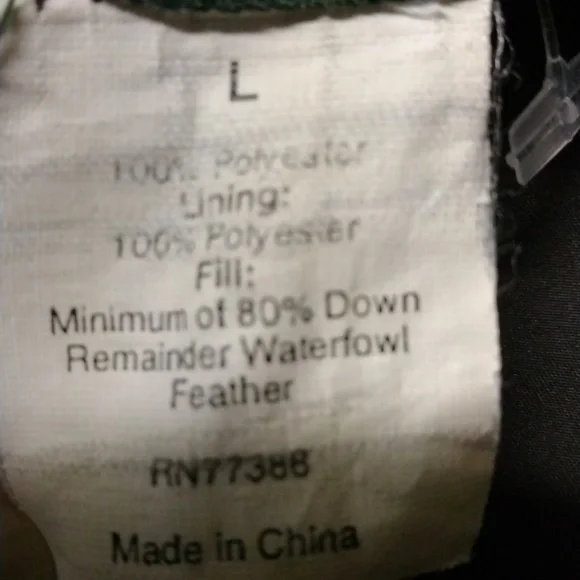 L
100% Polyester
Lining:
100% Polyester
Fill:
Minimum of 80% Down
Remainder Waterfowl
Feather
RN77388
Made in China